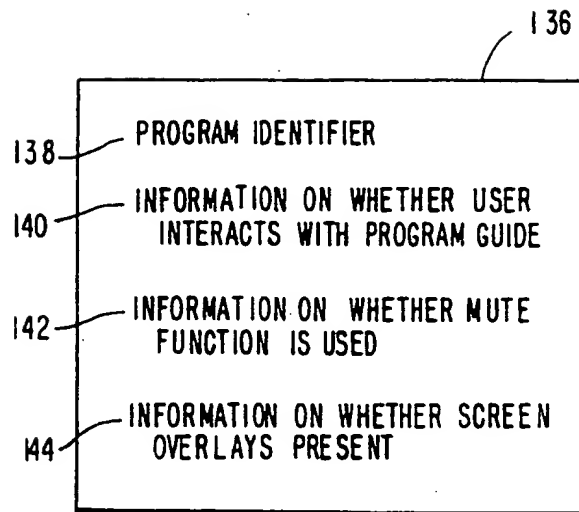 136
138
PROGRAM IDENTIFIER
140
INFORMATION ON WHETHER USER
INTERACTS WITH PROGRAM GUIDE
142
INFORMATION ON WHETHER MUTE
FUNCTION IS USED
144
INFORMATION ON WHETHER SCREEN
OVERLAYS PRESENT